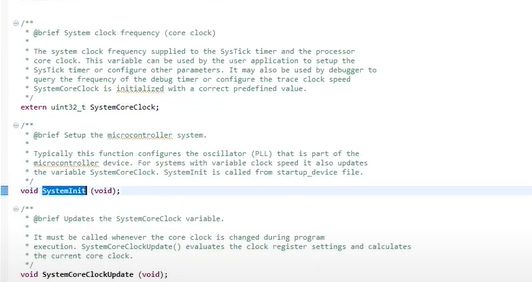 /**
* @brief System clock frequency (core clock)
*
* The system clock frequency supplied to the SysTick timer and the processor
* core clock. This variable can be used by the user application to setup the
* SysTick timer or configure other parameters. It may also be used by debugger to
* query the frequency of the debug timer or configure the trace clock speed
* SystemCoreClock is initialized with a correct predefined value.
*/
extern uint32_t SystemCoreClock;
/**
* @brief Setup the microcontroller system.
*
* Typically this function configures the oscillator (PLL) that is part of the
* microcontroller device. For systems with variable clock speed it also updates
* the variable SystemCoreClock. SystemInit is called from startup_device file.
*/
void SystemInit (void);
/**
* @brief Updates the SystemCoreClock variable.
*
* It must be called whenever the core clock is changed during program
* execution. SystemCoreClockUpdate() evaluates the clock register settings and calculates
* the current core clock.
*/
void SystemCoreClockUpdate (void);